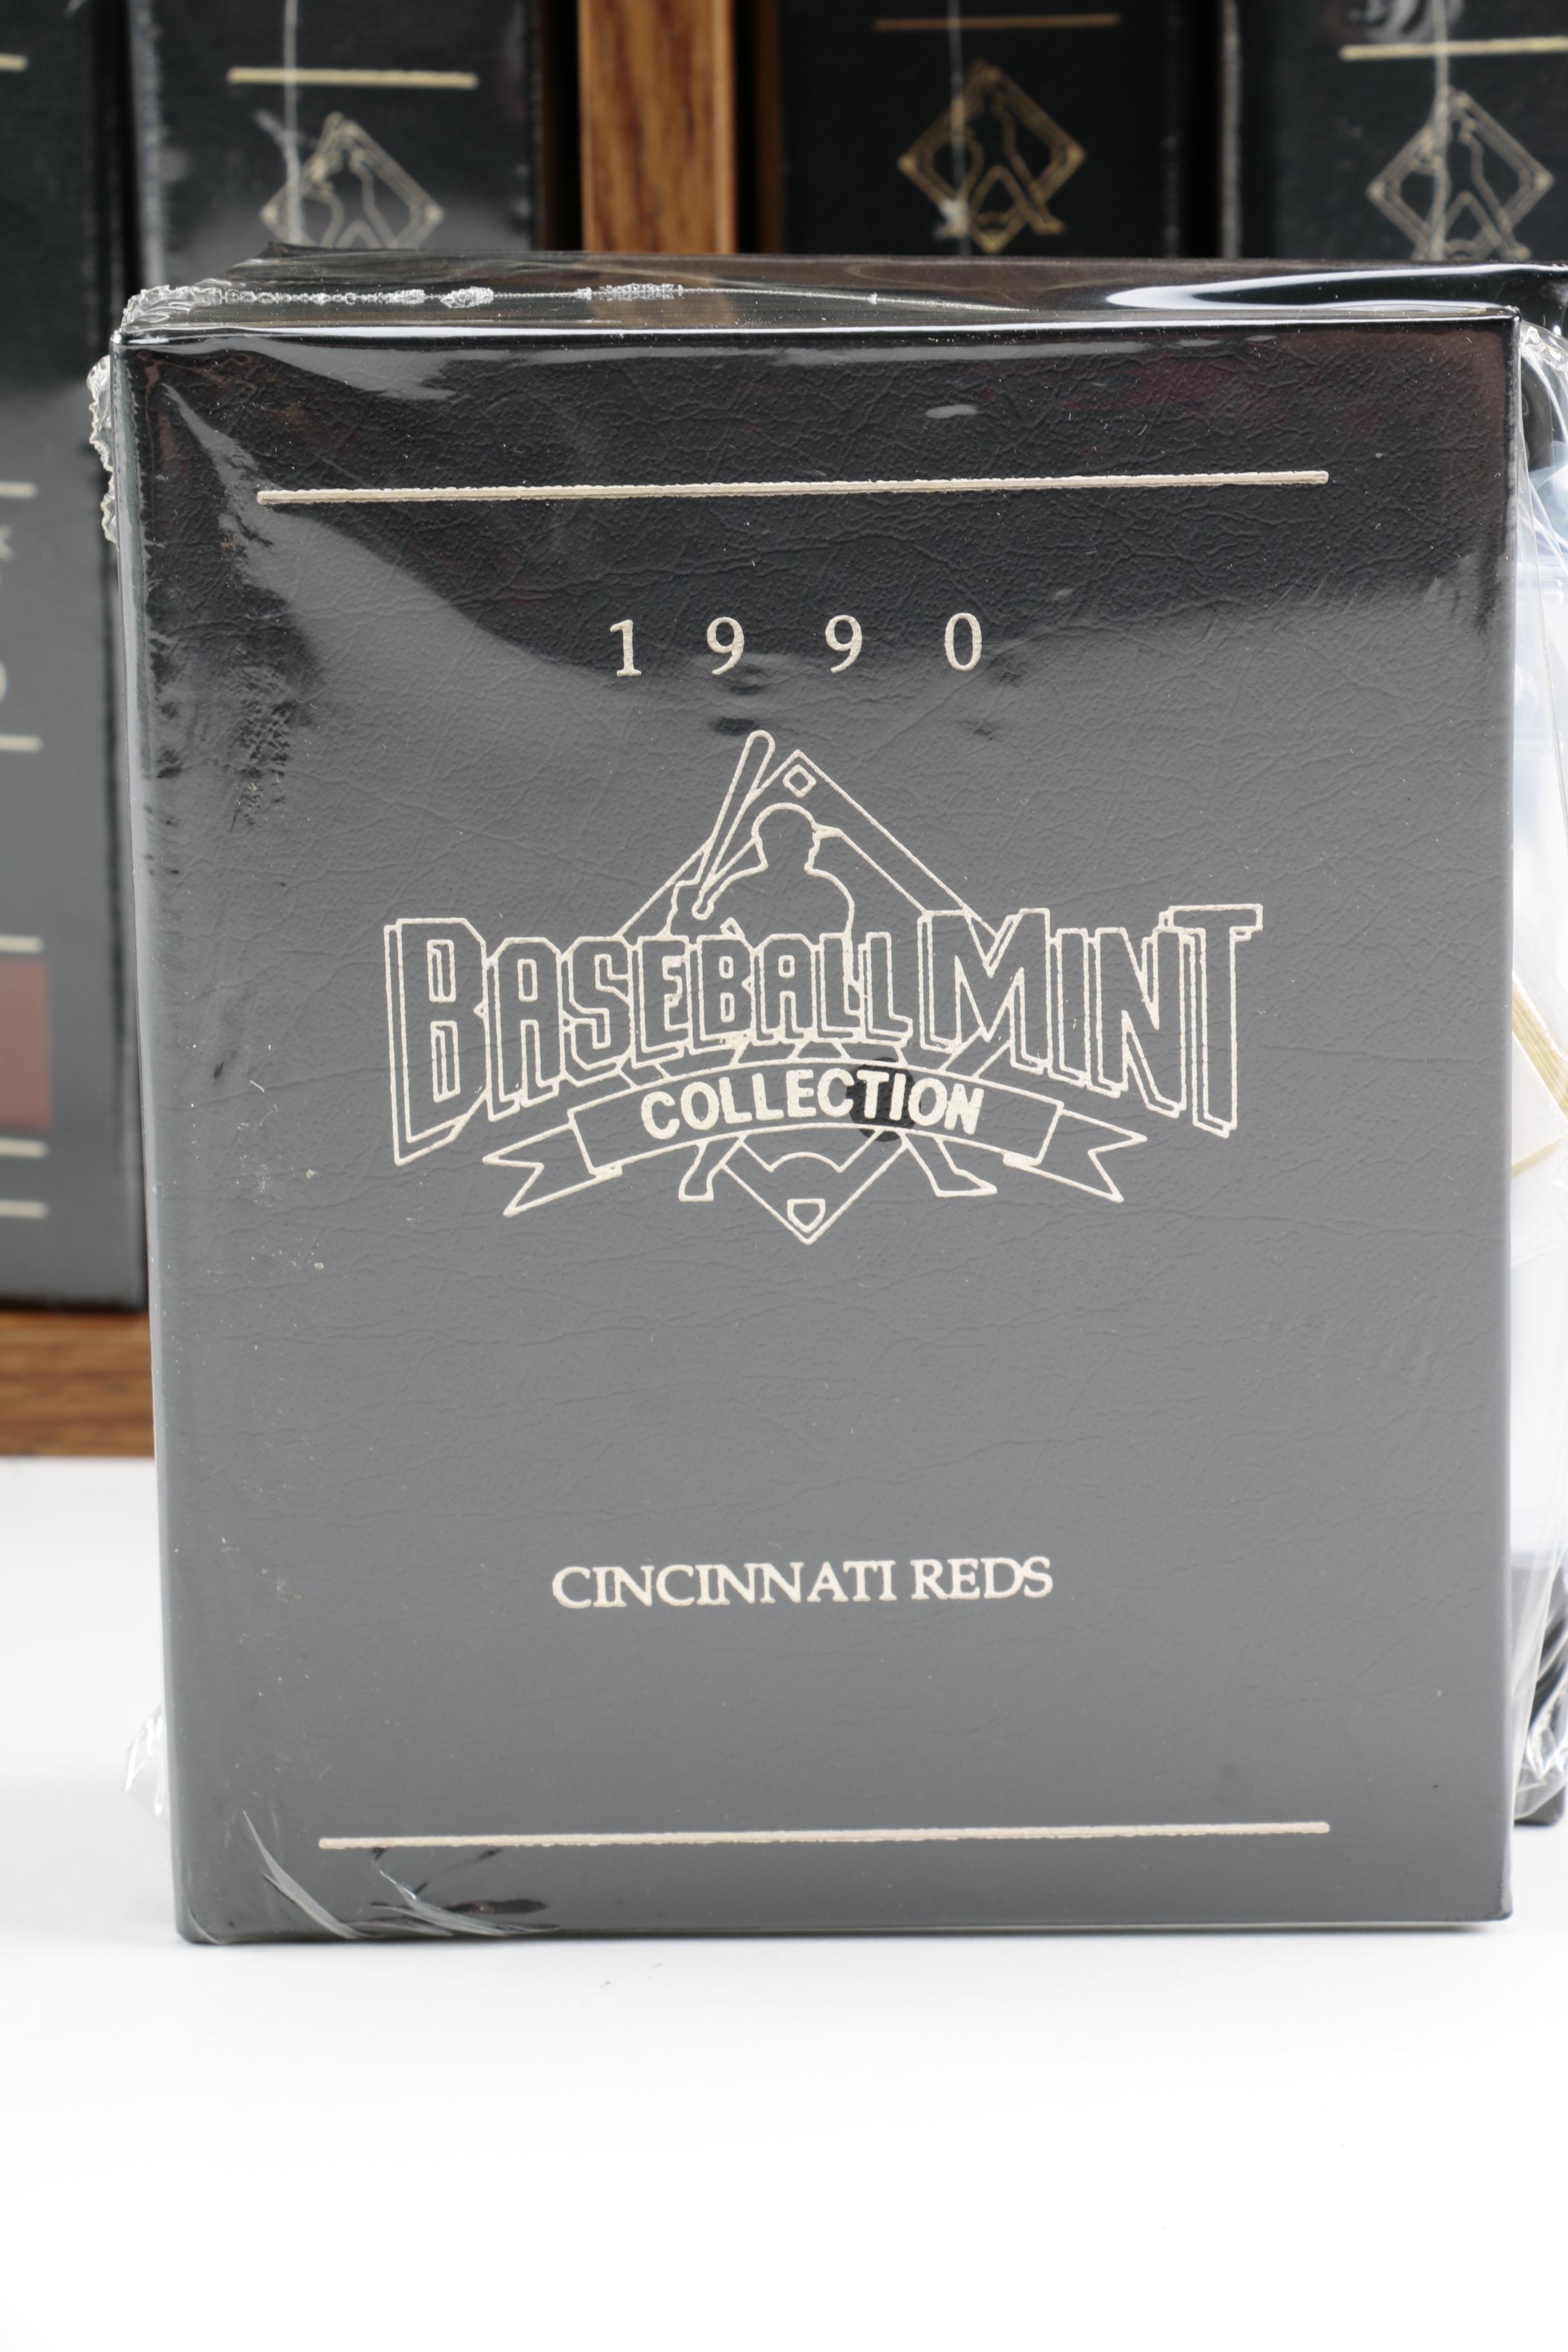 1990
BASEBALL MINT
COLLECTION
CINCINNATI REDS